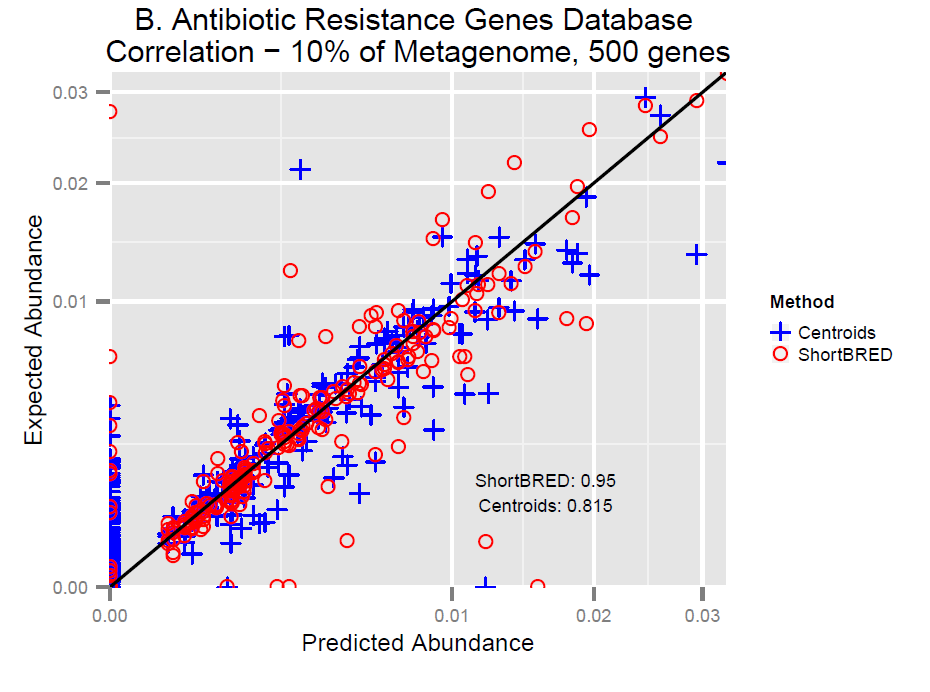 B. Antibiotic Resistance Genes Database
Correlation − 10% of Metagenome, 500 genes
0.03
0.02
0.01
0.00
Expected Abundance
ShortBRED: 0.95
Centroids: 0.815
0.00
0.01
0.02
0.03
Predicted Abundance
Method
Centroids
ShortBRED